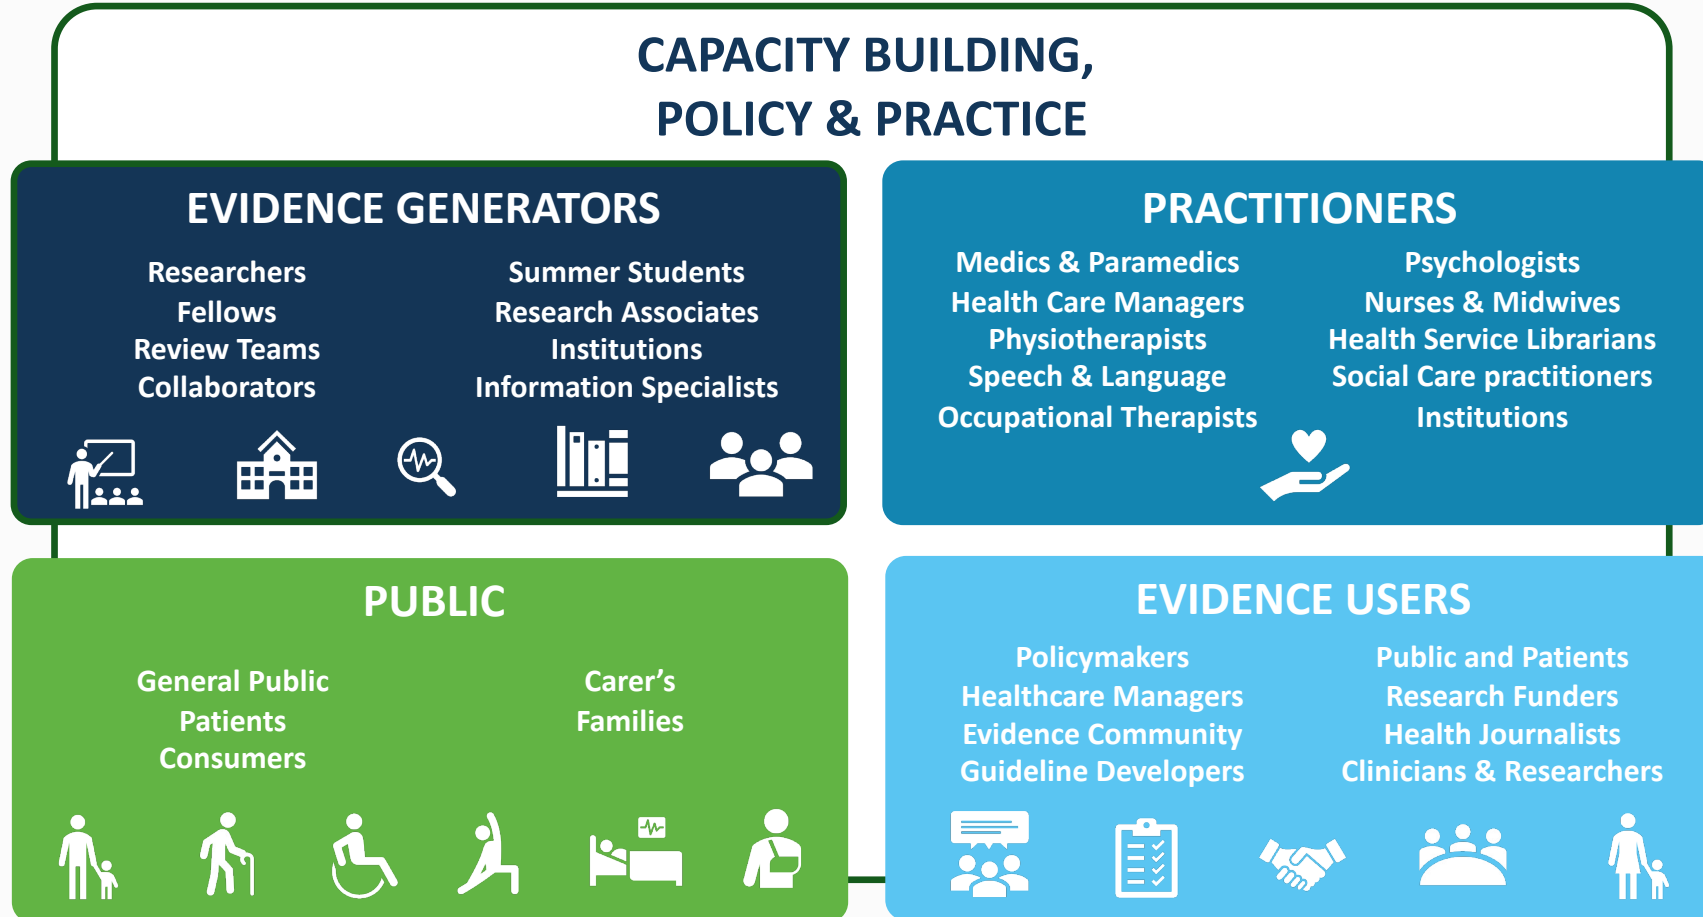 CAPACITY BUILDING,
POLICY & PRACTICE
EVIDENCE GENERATORS
Researchers
Fellows
Review Teams
Collaborators
Summer Students
Research Associates
Institutions
Information Specialists
PRACTITIONERS
Medics & Paramedics
Health Care Managers
Physiotherapists
Speech & Language
Occupational Therapists
Psychologists
Nurses & Midwives
Health Service Librarians
Social Care practitioners
Institutions
PUBLIC
General Public
Patients
Consumers
Carer’s
Families
EVIDENCE USERS
Policymakers
Healthcare Managers
Evidence Community
Guideline Developers
Public and Patients
Research Funders
Health Journalists
Clinicians & Researchers